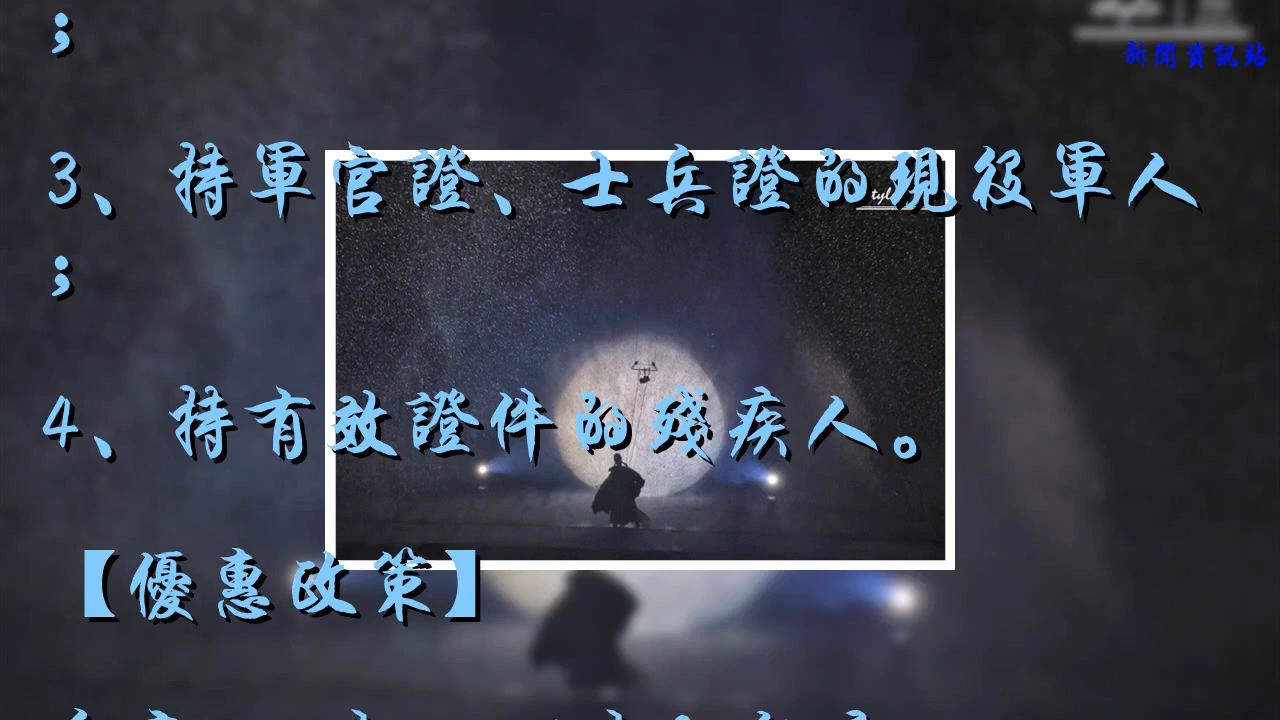 新聞資訊站
；
3、持軍官證、士兵證的現役軍人
；
4、持有效證件的殘疾人。
【優惠政策】